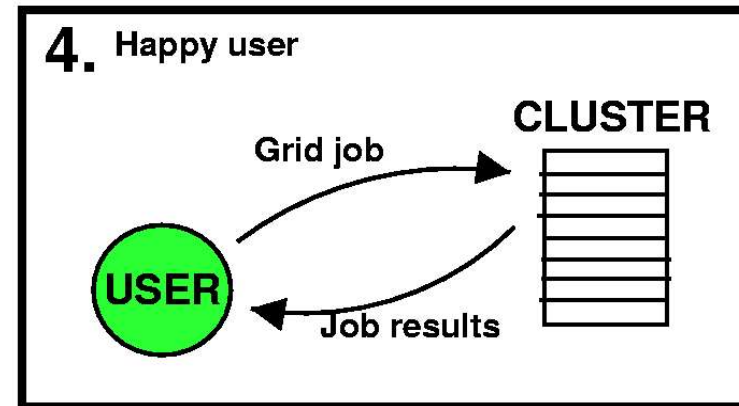 4. Happy user
CLUSTER
Grid job
USER
Job results